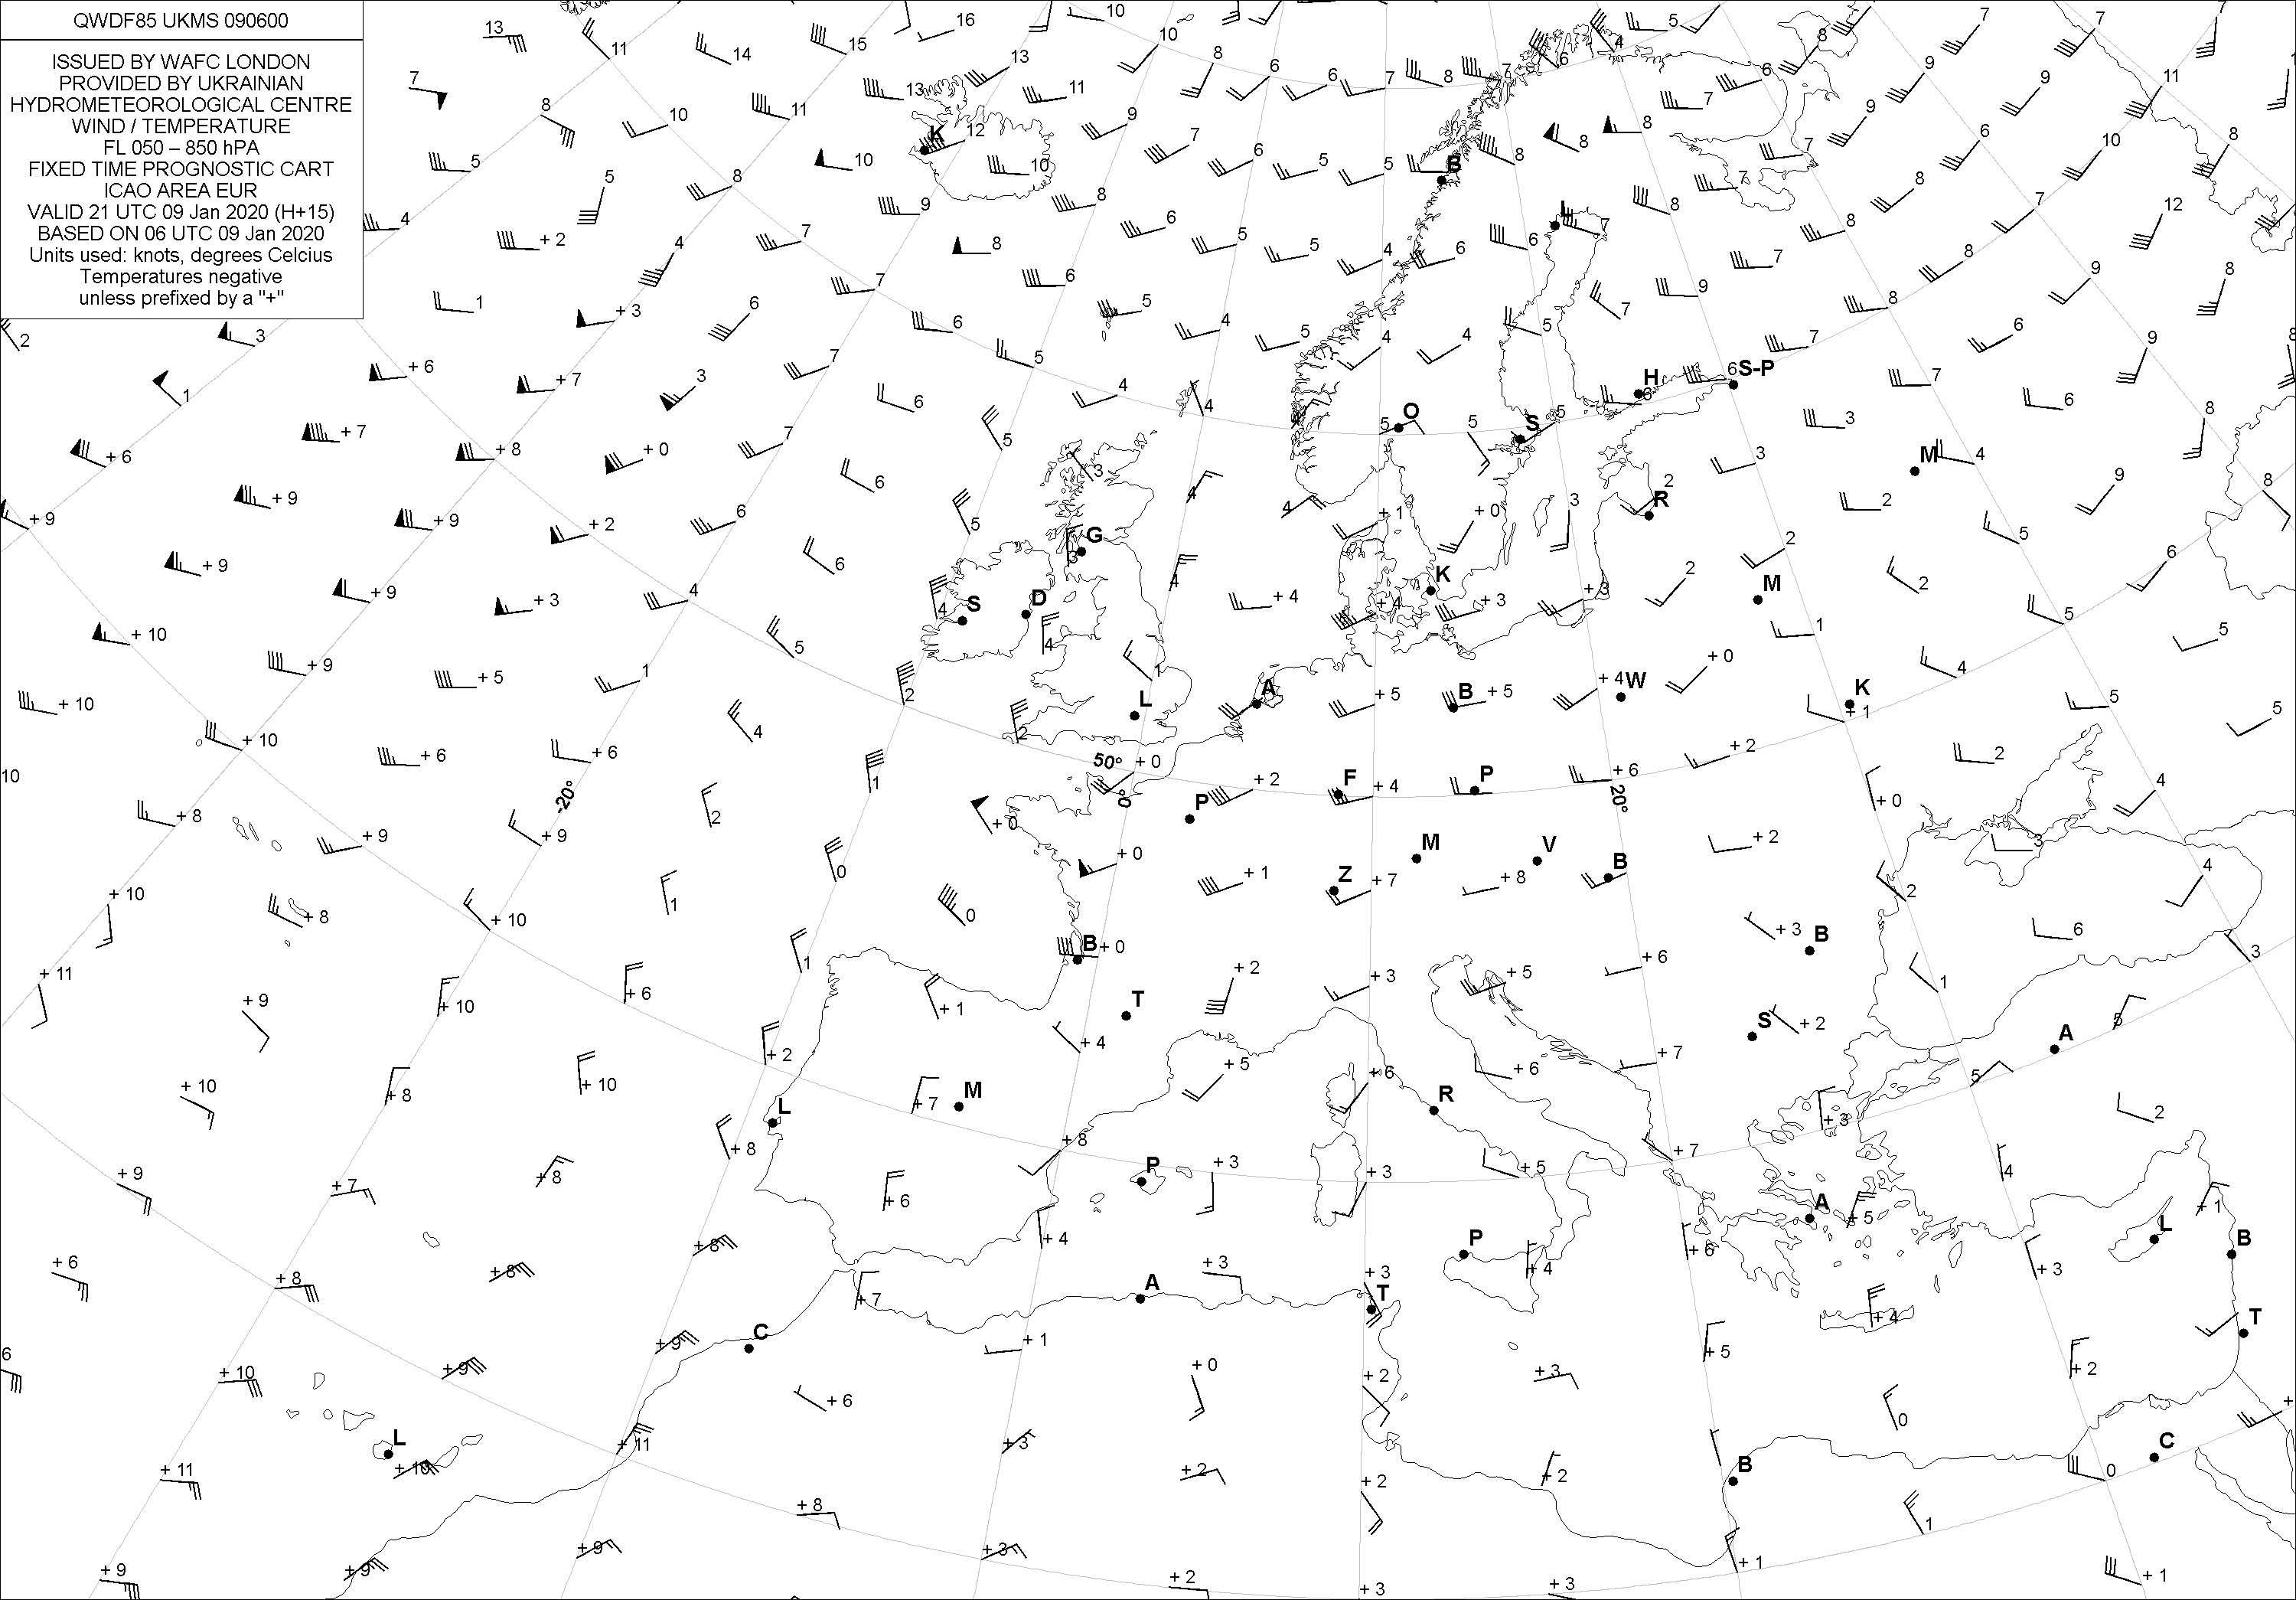 QWDF85 UKMS 090600
ISSUED BY WAFC LONDON
PROVIDED BY UKRAINIAN
HYDROMETEOROLOGICAL CENTRE
WIND / TEMPERATURE
FL 050 – 850 hPA
FIXED TIME PROGNOSTIC CART
ICAO AREA EUR
VALID 21 UTC 09 Jan 2020 (H+15)
BASED ON 06 UTC 09 Jan 2020
Units used: knots, degrees Celcius
Temperatures negative
unless prefixed by a "+"
13 11 14 15 16 10 10 8 5 4 8 7 7
7 8 10 11 13 13 11 6 6 7 8 7 6 6 9 9 11
K 12 9 7 6 5 5 B 8 8 8 7 9 6 10 8
5 5 8 10 10 9 8 6 5 5 4 6 L 6 7 8 7 8 8 7 12
4 +2 4 7 7 8 6 5 4 5 7 9 7 8 8 9 8
1 +3 6 7 6 5 4 5 4 4 5 7 6 9 8
2 3 +6 +7 3 6 4 4 H 6 S-P 7 6
1 +7 +8 +0 7 5 5 O 5 S 5 3 8
+6 +9 +9 +2 6 6 3 4 4 2 R 3 M 4 9 8
+9 +9 +9 +3 4 6 5 G 3 4 +1 +0 3 2 2 5 6
+10 +9 +5 1 5 4 S D 4 +4 +4 K +3 +3 2 M 1 2 5 5
+10 +10 +6 +6 4 2 2 1 L A +5 B +5 +4 W +0 K +1 4 5 5
10 +8 +9 +9 -20° 2 1 50° +0 0° +2 F +4 P +6 20° +2 2 4
+10 +8 +10 1 0 +0 +0 P +1 Z +7 M +8 V B +2 +0 3 2 4
+11 +9 +10 +6 1 0 B +0 +2 +3 +5 +6 +3 B 6 1 3
+10 +8 +10 +2 +1 T +4 +5 +6 +6 +7 S +2 A 5 5
+9 +7 +8 +8 L +7 M +8 P +3 +3 R +5 +7 +3 2
+6 +8 +8 +8 +6 +4 +3 +3 P +4 +6 A +5 4 +1 L B
6 +10 +9 +9 C +7 A +1 +0 T +3 +5 +4 +3 T
+11 L +10 +11 +6 +3 +2 +2 +2 +2 B 0 0 C
+9 +9 +9 +8 +3 +2 +3 +3 +1 1 +1